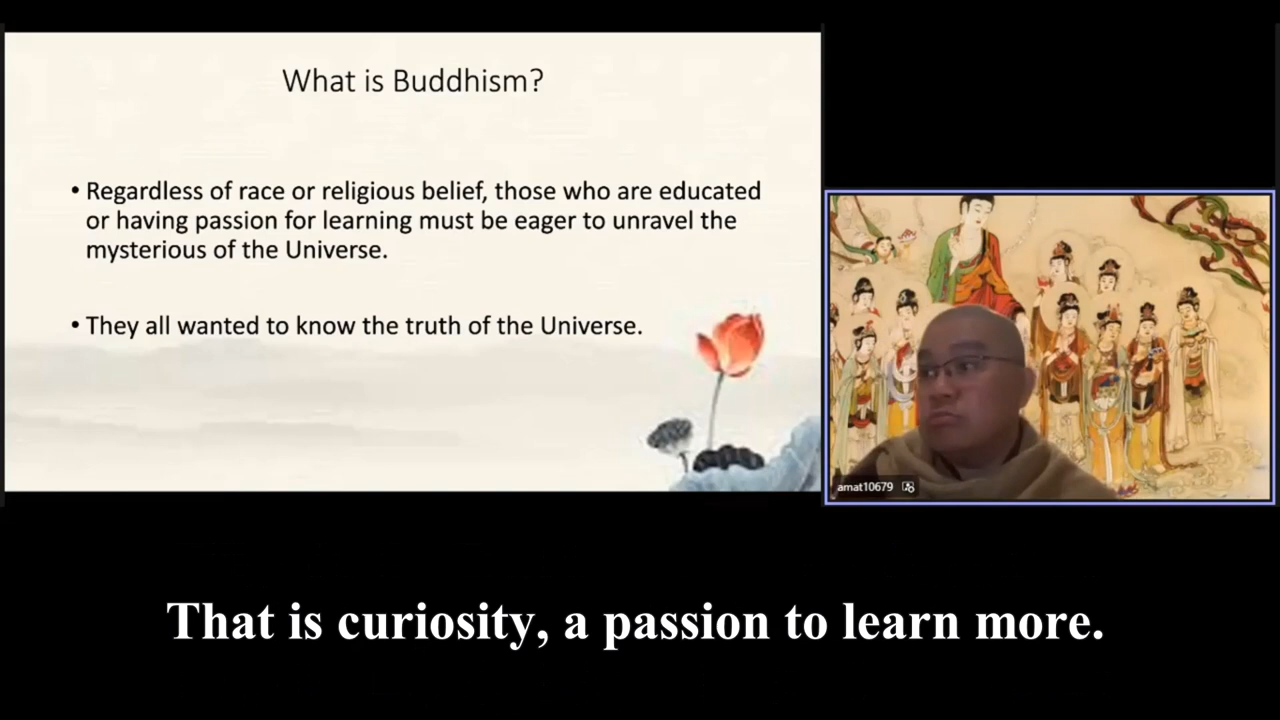 What is Buddhism?
• Regardless of race or religious belief, those who are educated
or having passion for learning must be eager to unravel the
mysterious of the Universe.
• They all wanted to know the truth of the Universe.
amat10679
That is curiosity, a passion to learn more.